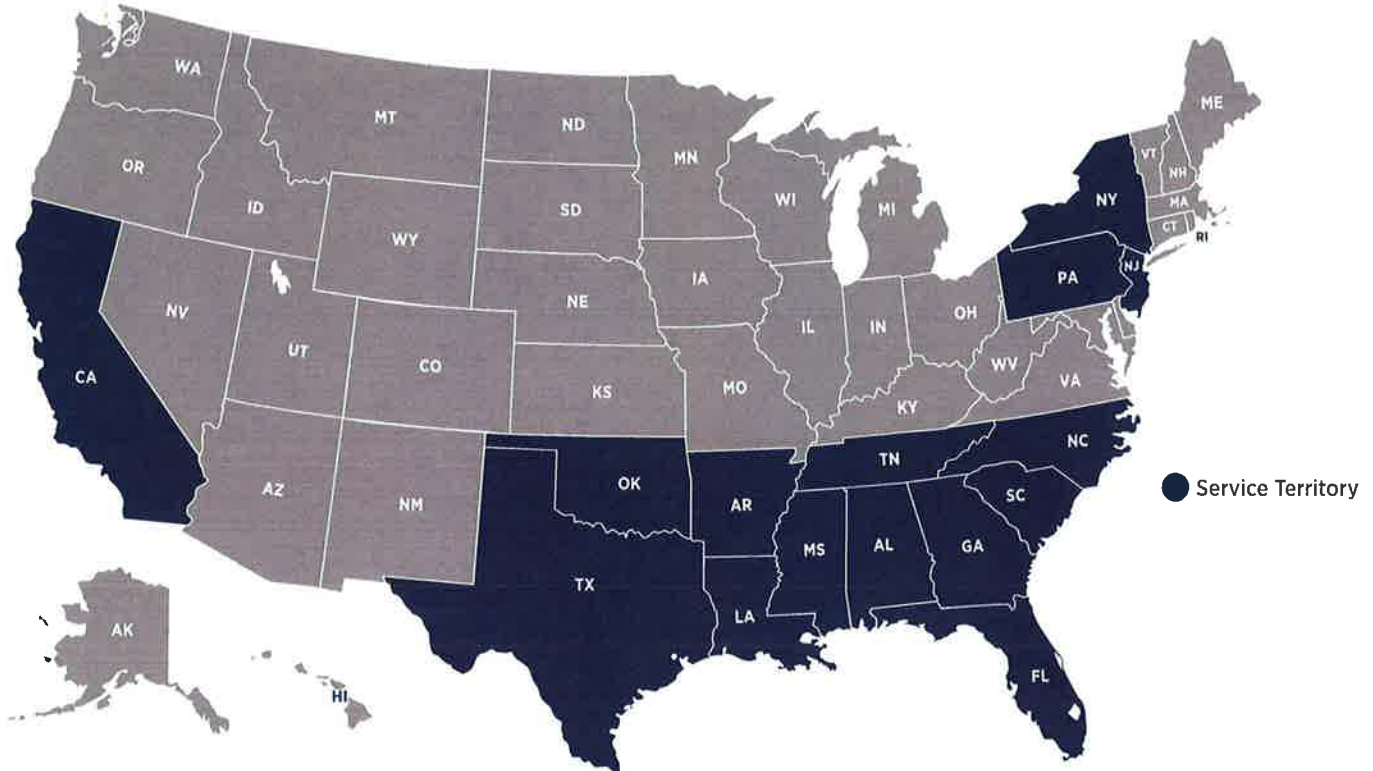 WA
MT
ND
MN
ME
OR
ID
SD
WI
MI
VT
NH
NY
MA
CT
RI
WY
IA
PA
NJ
NV
NE
IL
IN
OH
UT
CO
WV
VA
CA
KS
MO
KY
NC
TN
AZ
NM
OK
AR
SC
Service Territory
MS
AL
GA
TX
LA
AK
FL
HI